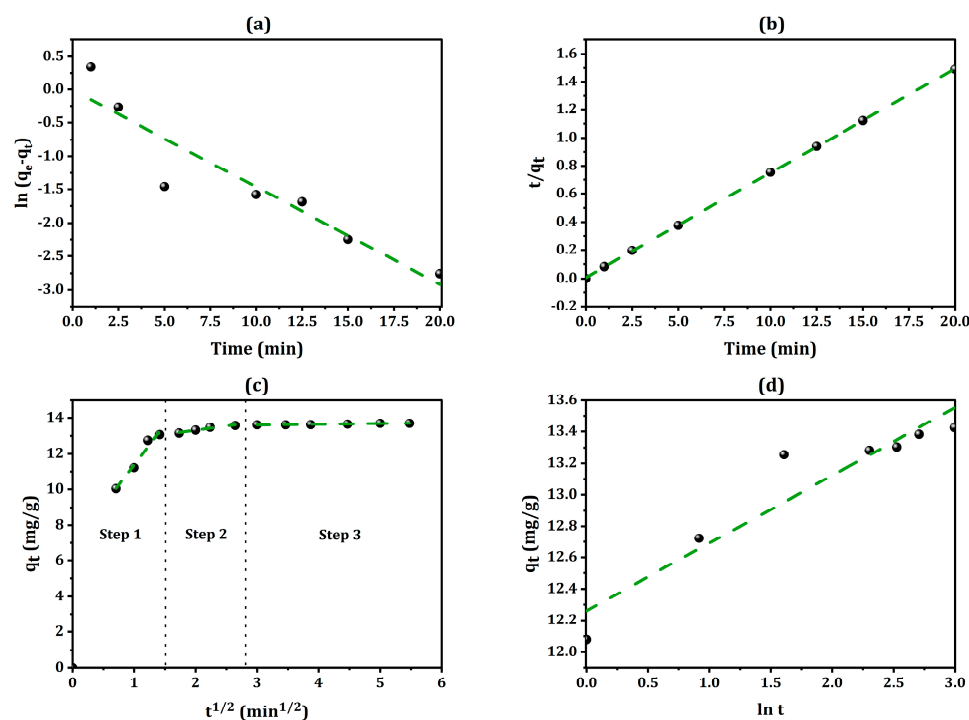 (a)
0.5
0.0
-0.5
-1.0
-1.5
-2.0
-2.5
-3.0
ln (qe-qt)
0.0 2.5 5.0 7.5 10.0 12.5 15.0 17.5 20.0
Time (min)
(b)
1.6
1.4
1.2
1.0
0.8
0.6
0.4
0.2
0.0
-0.2
t/qt
0.0 2.5 5.0 7.5 10.0 12.5 15.0 17.5 20.0
Time (min)
(c)
16
14
12
10
8
6
4
2
0
qt (mg/g)
Step 1 Step 2 Step 3
0 1 2 3 4 5 6
t1/2 (min1/2)
(d)
13.6
13.4
13.2
13.0
12.8
12.6
12.4
12.2
12.0
qt (mg/g)
0.0 0.5 1.0 1.5 2.0 2.5 3.0
ln t